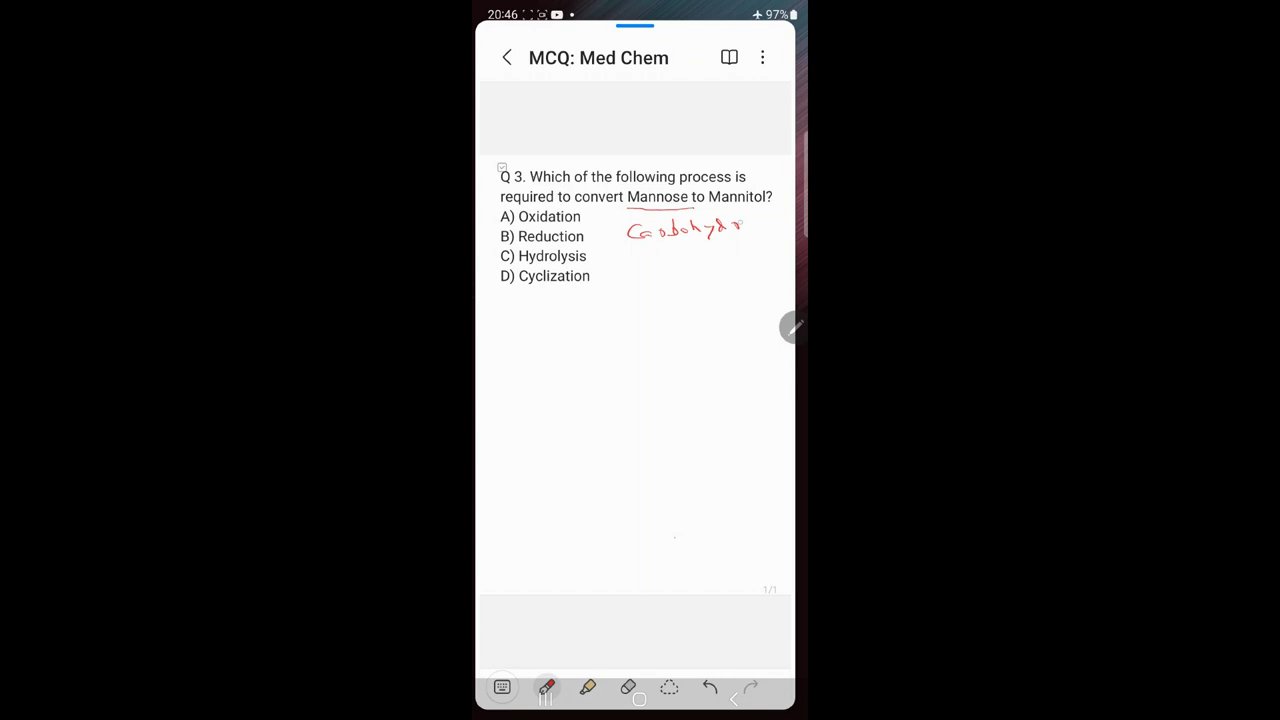 20:46
97%
MCQ: Med Chem
Q 3. Which of the following process is
required to convert Mannose to Mannitol?
A) Oxidation
Carbohydr
B) Reduction
C) Hydrolysis
D) Cyclization
1/1